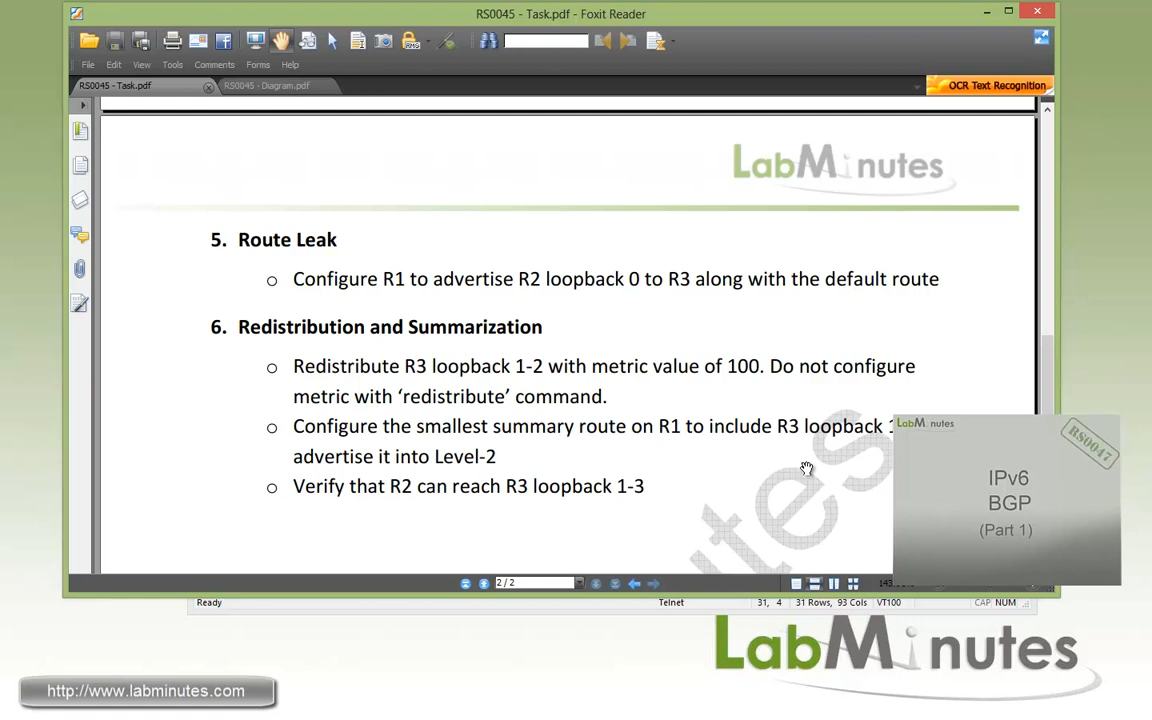 RS0045 - Task.pdf - Foxit Reader
File Edit View Tools Comments Forms Help
RS0045 - Task.pdf RS0045 - Diagram.pdf OCR Text Recognition
LabMinutes
5. Route Leak
o Configure R1 to advertise R2 loopback 0 to R3 along with the default route
6. Redistribution and Summarization
o Redistribute R3 loopback 1-2 with metric value of 100. Do not configure
metric with ‘redistribute’ command.
o Configure the smallest summary route on R1 to include R3 loopback
advertise it into Level-2
o Verify that R2 can reach R3 loopback 1-3
utes
LabMinutes
RS0047
IPv6
BGP
(Part 1)
2 / 2
Ready Telnet 31, 4 31 Rows, 93 Cols VT100 CAP NUM
LabMinutes
http://www.labminutes.com